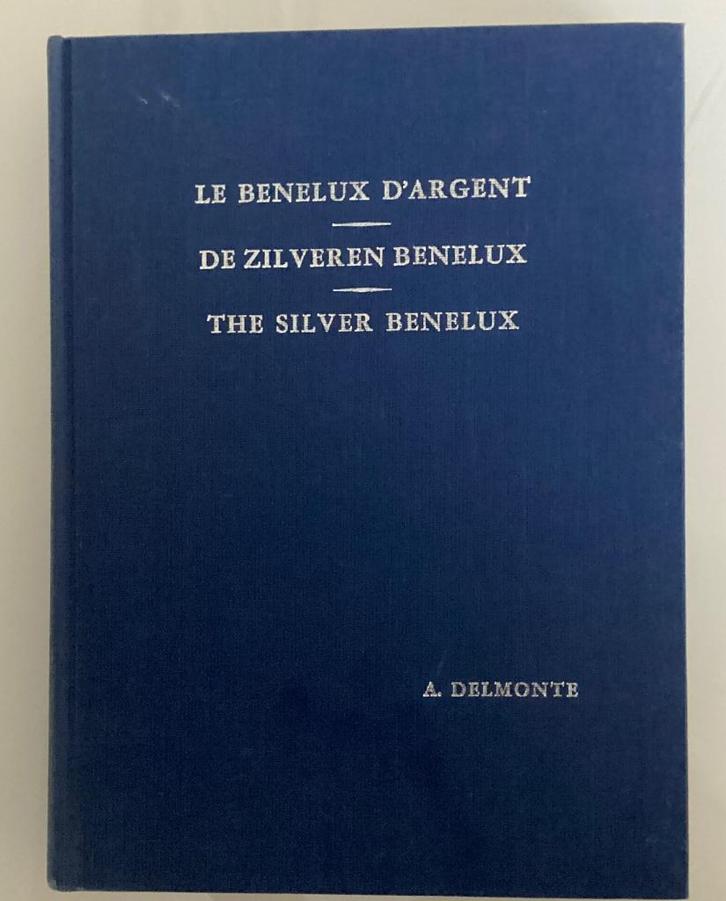 LE BENELUX D'ARGENT
DE ZILVEREN BENELUX
THE SILVER BENELUX
A. DELMONTE